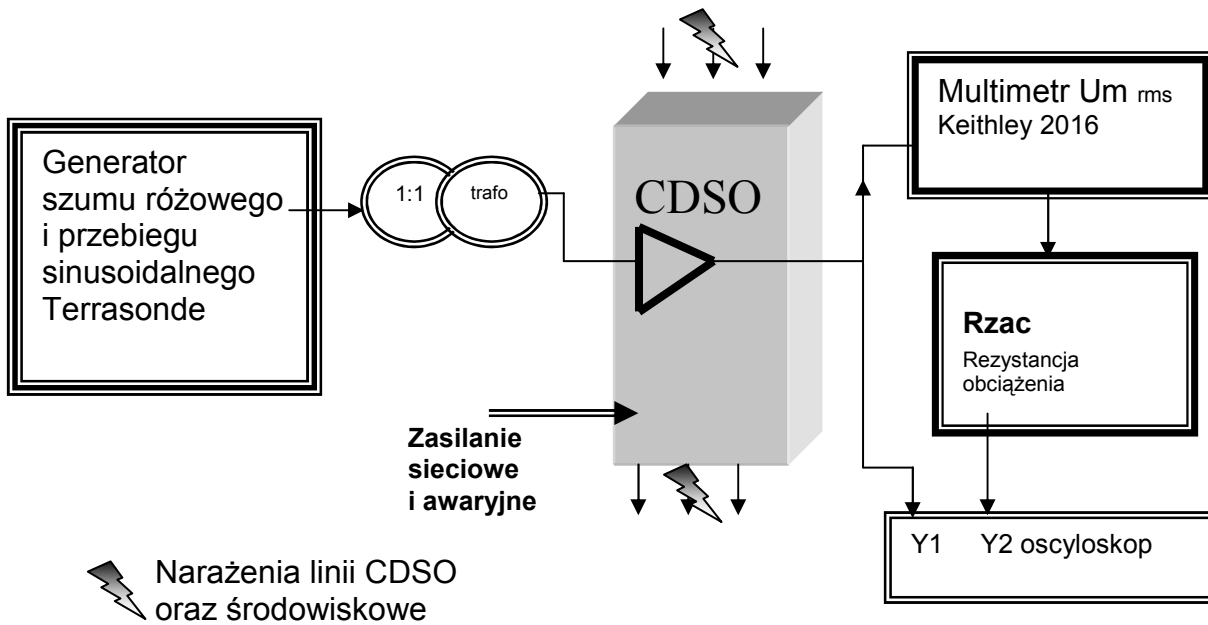 Generator
szumu różowego
i przebiegu
sinusoidalnego
Terrasonde
1:1
trafo
CDSO
Zasilanie
sieciowe
i awaryjne
Multimetr Um rms
Keithley 2016
Rzac
Rezystancja
obciążenia
Y1 Y2 oscyloskop
Narażenia linii CDSO
oraz środowiskowe